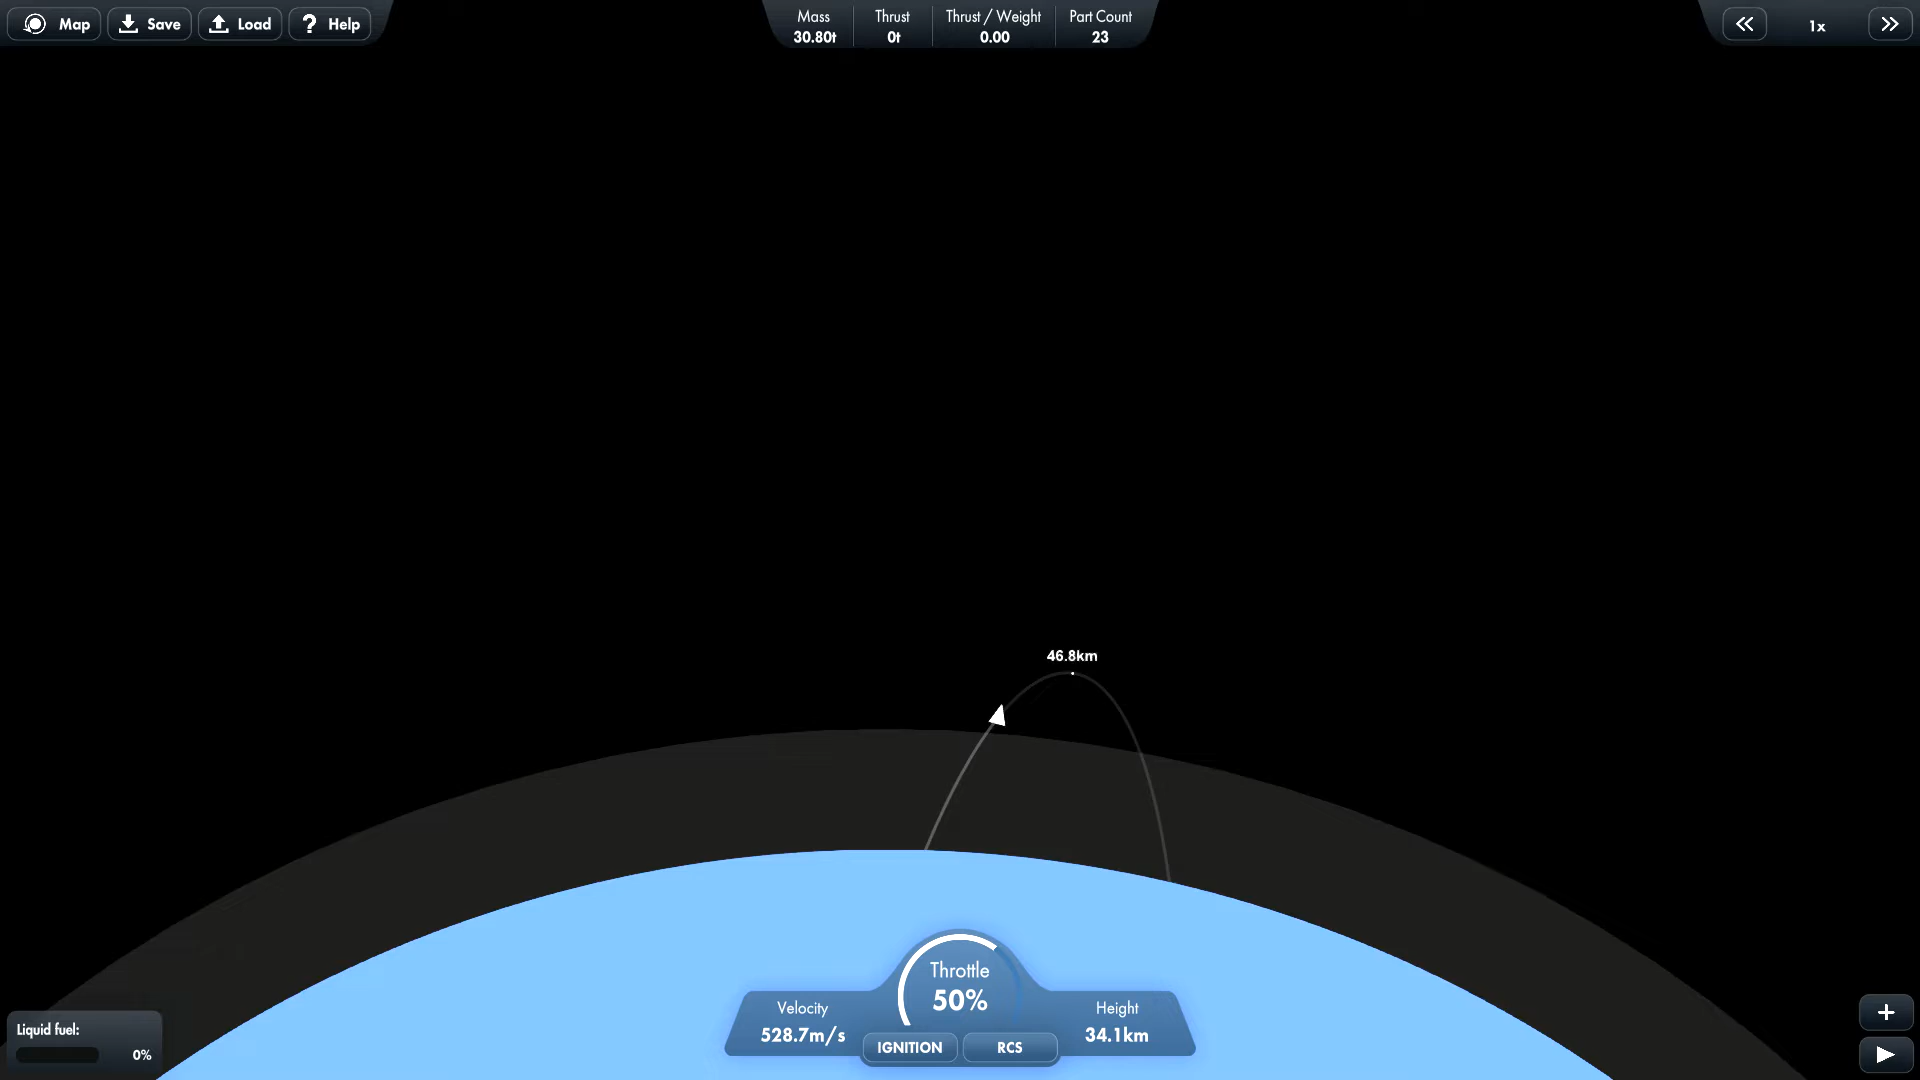 Map
Save
Load
? Help
Mass
30.80t
Thrust
0t
Thrust / Weight
0.00
Part Count
23
1x
46.8km
Throttle
50%
Velocity
528.7m/s
Height
34.1km
IGNITION
RCS
Liquid fuel:
0%